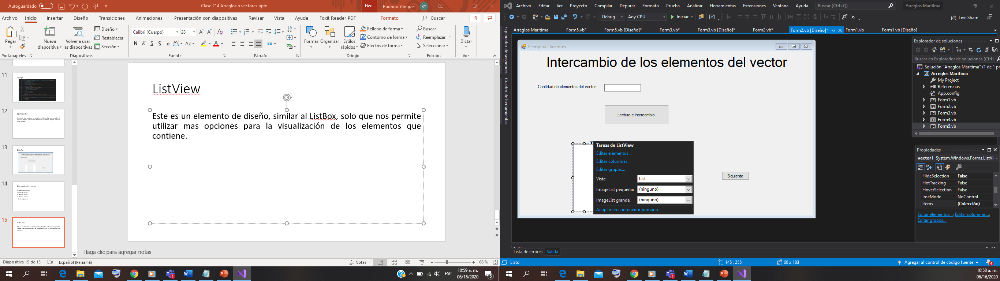 Autoguardado
Clase #14 Arreglos o vectores.pptx
Her...
Rodrigo Yanguez
RY
Archivo Inicio Insertar Diseño Transiciones Animaciones Presentación con diapositivas Revisar Vista Ayuda Foxit Reader PDF Formato Buscar
Pegar
Nueva diapositiva
Volver a usar las diapositivas
Diseño
Restablecer
Sección
Calibri (Cuerpo) 28
N K S S ab AV Aa
Formas Organizar Estilos rápidos
Relleno de forma
Contorno de forma
Efectos de forma
Buscar
Reemplazar
Seleccionar
Dictar
Portapapeles Diapositivas Fuente Párrafo Dibujo Edición Voz
11
Código
12
Ejemplo #2
13
Diseño
Intercambio de los elementos del vector
14
Elementos Utilizados
15
ListView
ListView
Este es un elemento de diseño, similar al ListBox, solo que nos permite
utilizar mas opciones para la visualización de los elementos que
contiene.
Haga clic para agregar notas
Diapositiva 15 de 15 Español (Panamá) Notas 68 %
10:59 a. m.
ESP
06/16/2020
5
Archivo Editar Ver Proyecto Compilar Depurar Formato Prueba Analizar Herramientas Extensiones Ventana Ayuda Buscar (Ctrl+Q) Arreglos Maritima
Debug Any CPU Iniciar Live Share
Explorador de servidores
Cuadro de herramientas
Arreglos Maritima Form5.vb* Form5.vb [Diseño]* Form3.vb* Form3.vb [Diseño]* Form2.vb* Form2.vb [Diseño]* Form1.vb Form1.vb [Diseño]
Ejemplo#2 Vectores
Intercambio de los elementos del vector
Cantidad de elementos del vector:
Lectura e intercambio
Tareas de ListView
Editar elementos...
Editar columnas...
Editar grupos...
Vista: List
ImageList pequeña: (ninguno)
ImageList grande: (ninguno)
Acoplar en contenedor primario
Siguiente
Explorador de soluciones
Buscar en Explorador de soluciones (Ctrl+
Solución "Arreglos Maritima" (1 de 1 pr
VB Arreglos Maritima
My Project
Referencias
App.config
Form1.vb
Form2.vb
Form3.vb
Form4.vb
Form5.vb
Propiedades
vector1 System.Windows.Forms.ListVi
HideSelection False
HotTracking False
HoverSelection False
ImeMode NoControl
Items (Colección)
Editar elementos...; Editar columnas...;
Editar grupos...
Lista de errores Salida
Listo 145 , 255 60 x 183 Agregar al control de código fuente 4
10:58 a. m.
06/16/2020